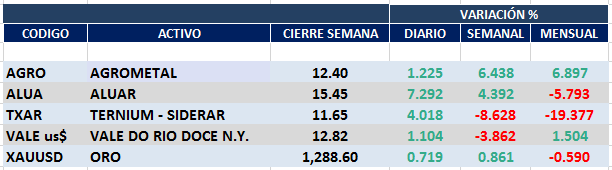 VARIACIÓN %
CODIGO ACTIVO CIERRE SEMANA DIARIO SEMANAL MENSUAL
AGRO AGROMETAL 12.40 1.225 6.438 6.897
ALUA ALUAR 15.45 7.292 4.392 -5.793
TXAR TERNIUM - SIDERAR 11.65 4.018 -8.628 -19.377
VALE us$ VALE DO RIO DOCE N.Y. 12.82 1.104 -3.862 1.504
XAUUSD ORO 1,288.60 0.719 0.861 -0.590